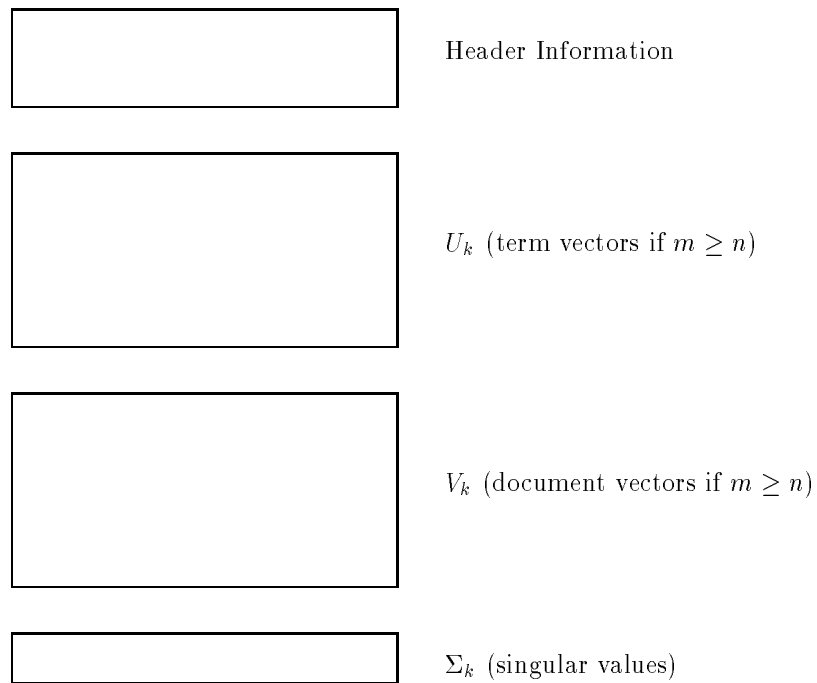 Header Information
U_k (term vectors if m ≥ n)
V_k (document vectors if m ≥ n)
Σ_k (singular values)